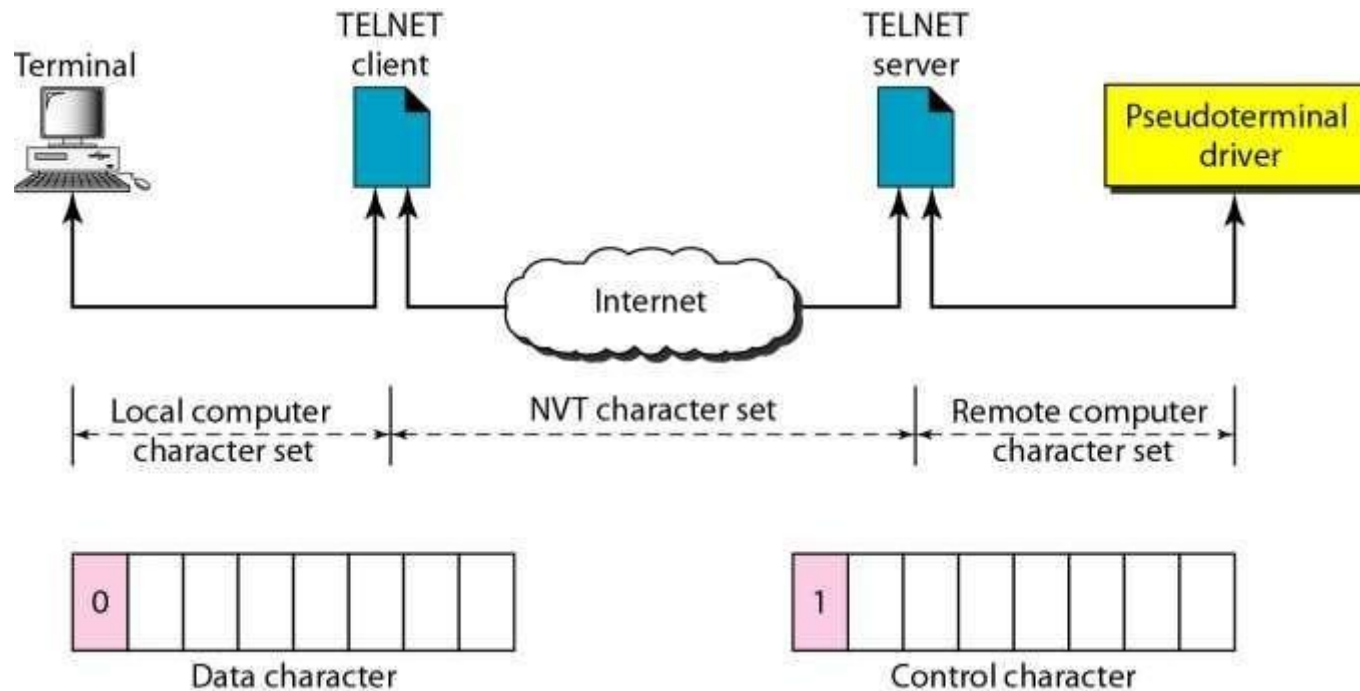 Terminal
TELNET
client
TELNET
server
Pseudoterminal
driver
Internet
Local computer
character set
NVT character set
Remote computer
character set
0
1
Data character
Control character